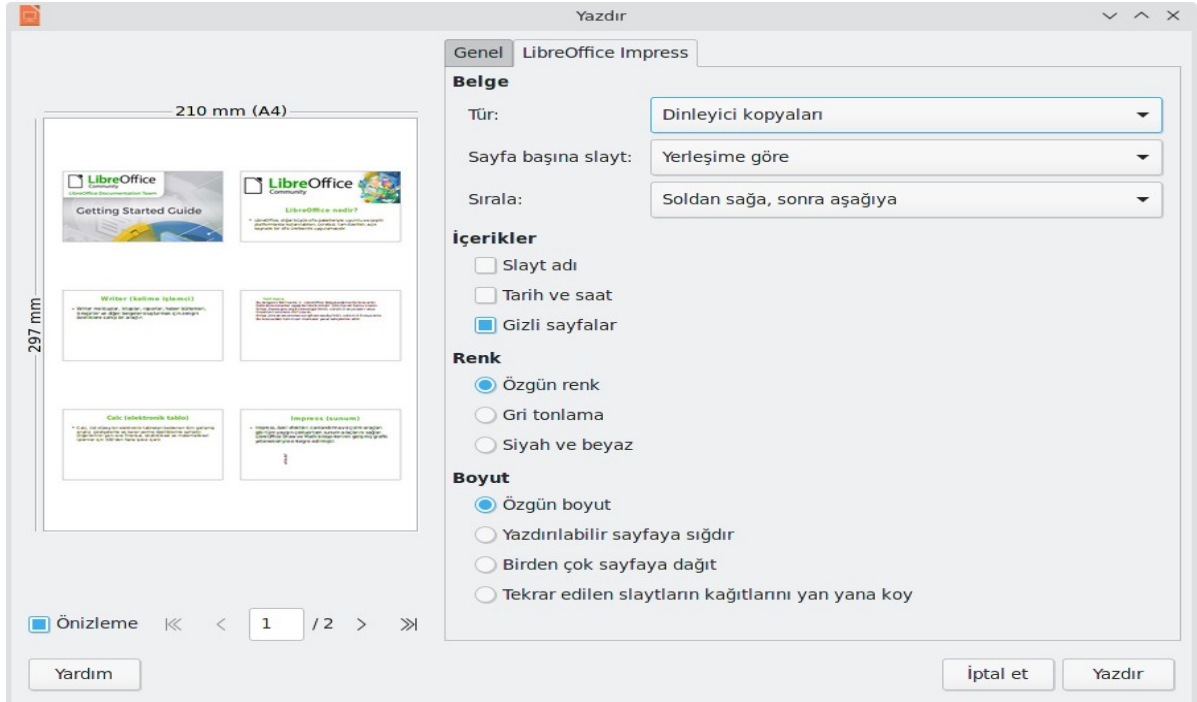 Yazdır
Genel
LibreOffice Impress
Belge
Tür:
Dinleyici kopyaları
Sayfa başına slayt:
Yerleşime göre
Sırala:
Soldan sağa, sonra aşağıya
İçerikler
Slayt adı
Tarih ve saat
Gizli sayfalar
Renk
Özgün renk
Gri tonlama
Siyah ve beyaz
Boyut
Özgün boyut
Yazdırılabilir sayfaya sığdır
Birden çok sayfaya dağıt
Tekrar edilen slaytların kağıtlarını yan yana koy
210 mm (A4)
297 mm
LibreOffice
Community
LibreOffice Documentation Team
Getting Started Guide
LibreOffice
Community
LibreOffice nedir?
Writer (kelime işlemci)
Calc (elektronik tablo)
Impress (sunum)
Önizleme
1
/ 2
Yardım
İptal et
Yazdır